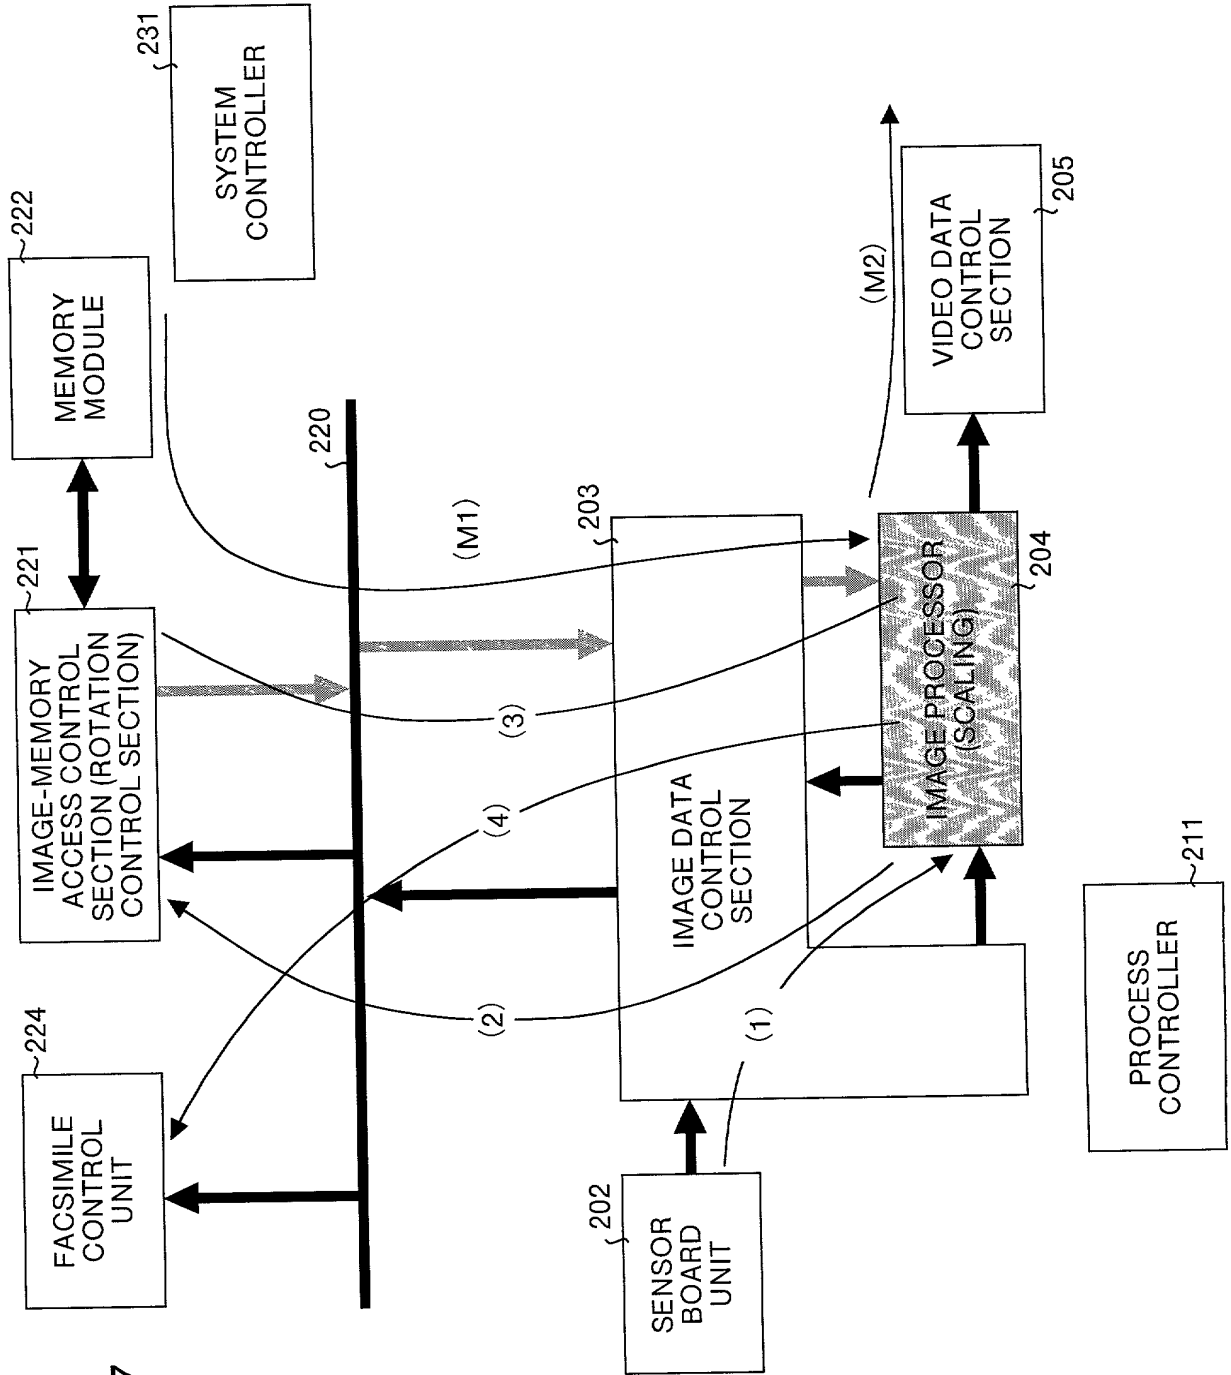 7
FACSIMILE
CONTROL
UNIT
224
IMAGE-MEMORY
ACCESS CONTROL
SECTION (ROTATION
CONTROL SECTION)
221
MEMORY
MODULE
222
SYSTEM
CONTROLLER
231
220
(4)
(2)
(3)
(M1)
SENSOR
BOARD
UNIT
202
(1)
IMAGE DATA
CONTROL
SECTION
203
IMAGE PROCESSOR
(SCALING)
204
(M2)
VIDEO DATA
CONTROL
SECTION
205
PROCESS
CONTROLLER
211